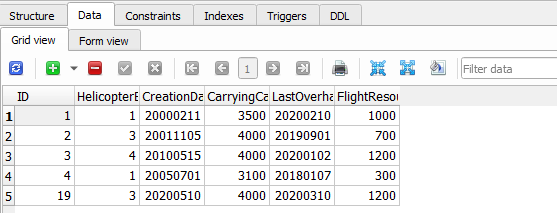 Structure Data Constraints Indexes Triggers DDL
Grid view Form view
1 Filter data
ID HelicopterE CreationDa CarryingCa LastOverha FlightResou
1 1 1 20000211 3500 20200210 1000
2 2 3 20011105 4000 20190901 700
3 3 4 20100515 4000 20200106 1200
4 4 1 20050701 3100 20180107 300
5 19 3 20200510 4000 20200310 1200